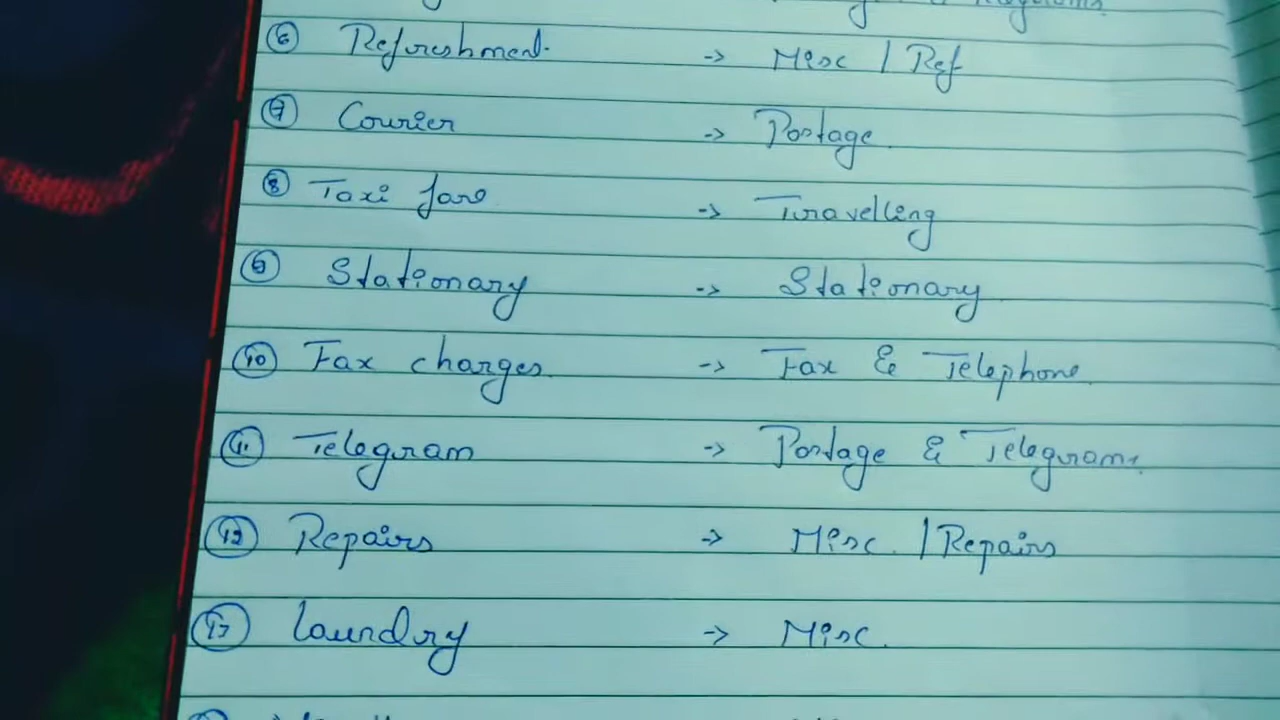 6 Refreshment. -> Misc / Ref
7 Courier -> Postage
8 Taxi fare -> Travelling
9 Stationary -> Stationary
10 Fax charges. -> Fax & Telephone.
11. Telegram -> Postage & Telegrams.
12 Repairs -> Misc. / Repairs
13 Laundry -> Misc.